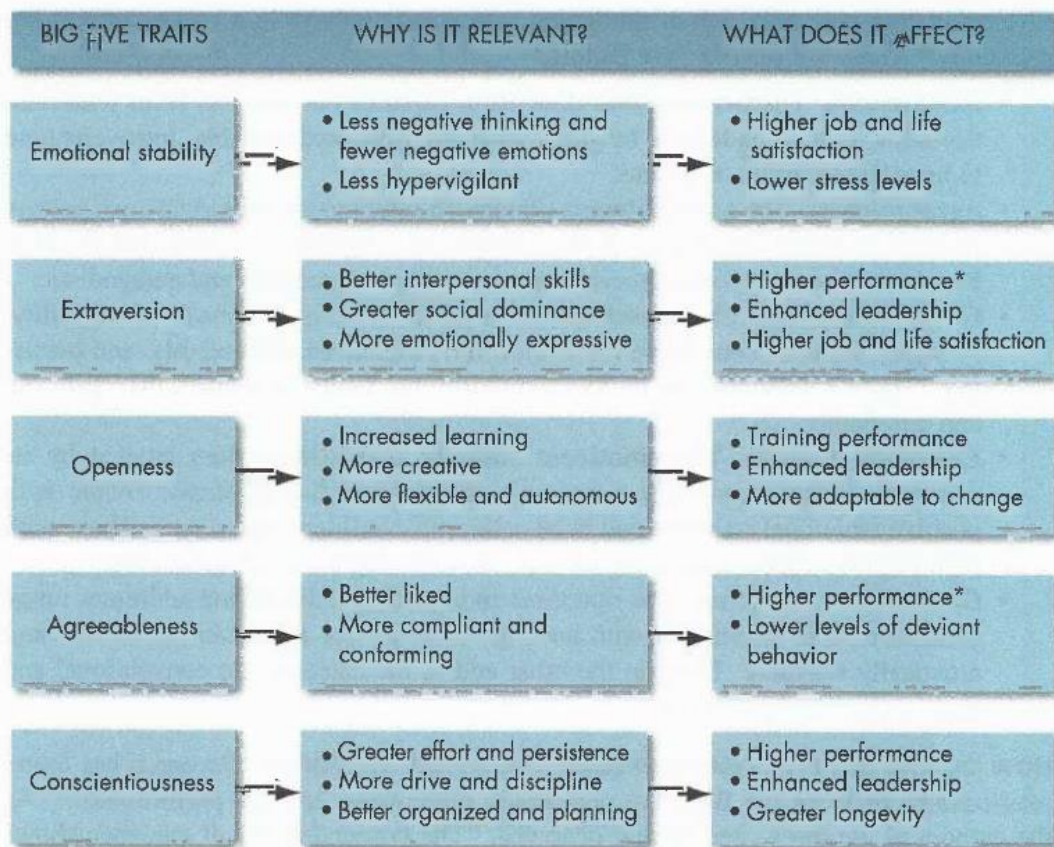 BIG FIVE TRAITS
WHY IS IT RELEVANT?
WHAT DOES IT AFFECT?
Emotional stability
• Less negative thinking and
fewer negative emotions
• Less hypervigilant
• Higher job and life
satisfaction
• Lower stress levels
Extraversion
• Better interpersonal skills
• Greater social dominance
• More emotionally expressive
• Higher performance*
• Enhanced leadership
• Higher job and life satisfaction
Openness
• Increased learning
• More creative
• More flexible and autonomous
• Training performance
• Enhanced leadership
• More adaptable to change
Agreeableness
• Better liked
• More compliant and
conforming
• Higher performance*
• Lower levels of deviant
behavior
Conscientiousness
• Greater effort and persistence
• More drive and discipline
• Better organized and planning
• Higher performance
• Enhanced leadership
• Greater longevity